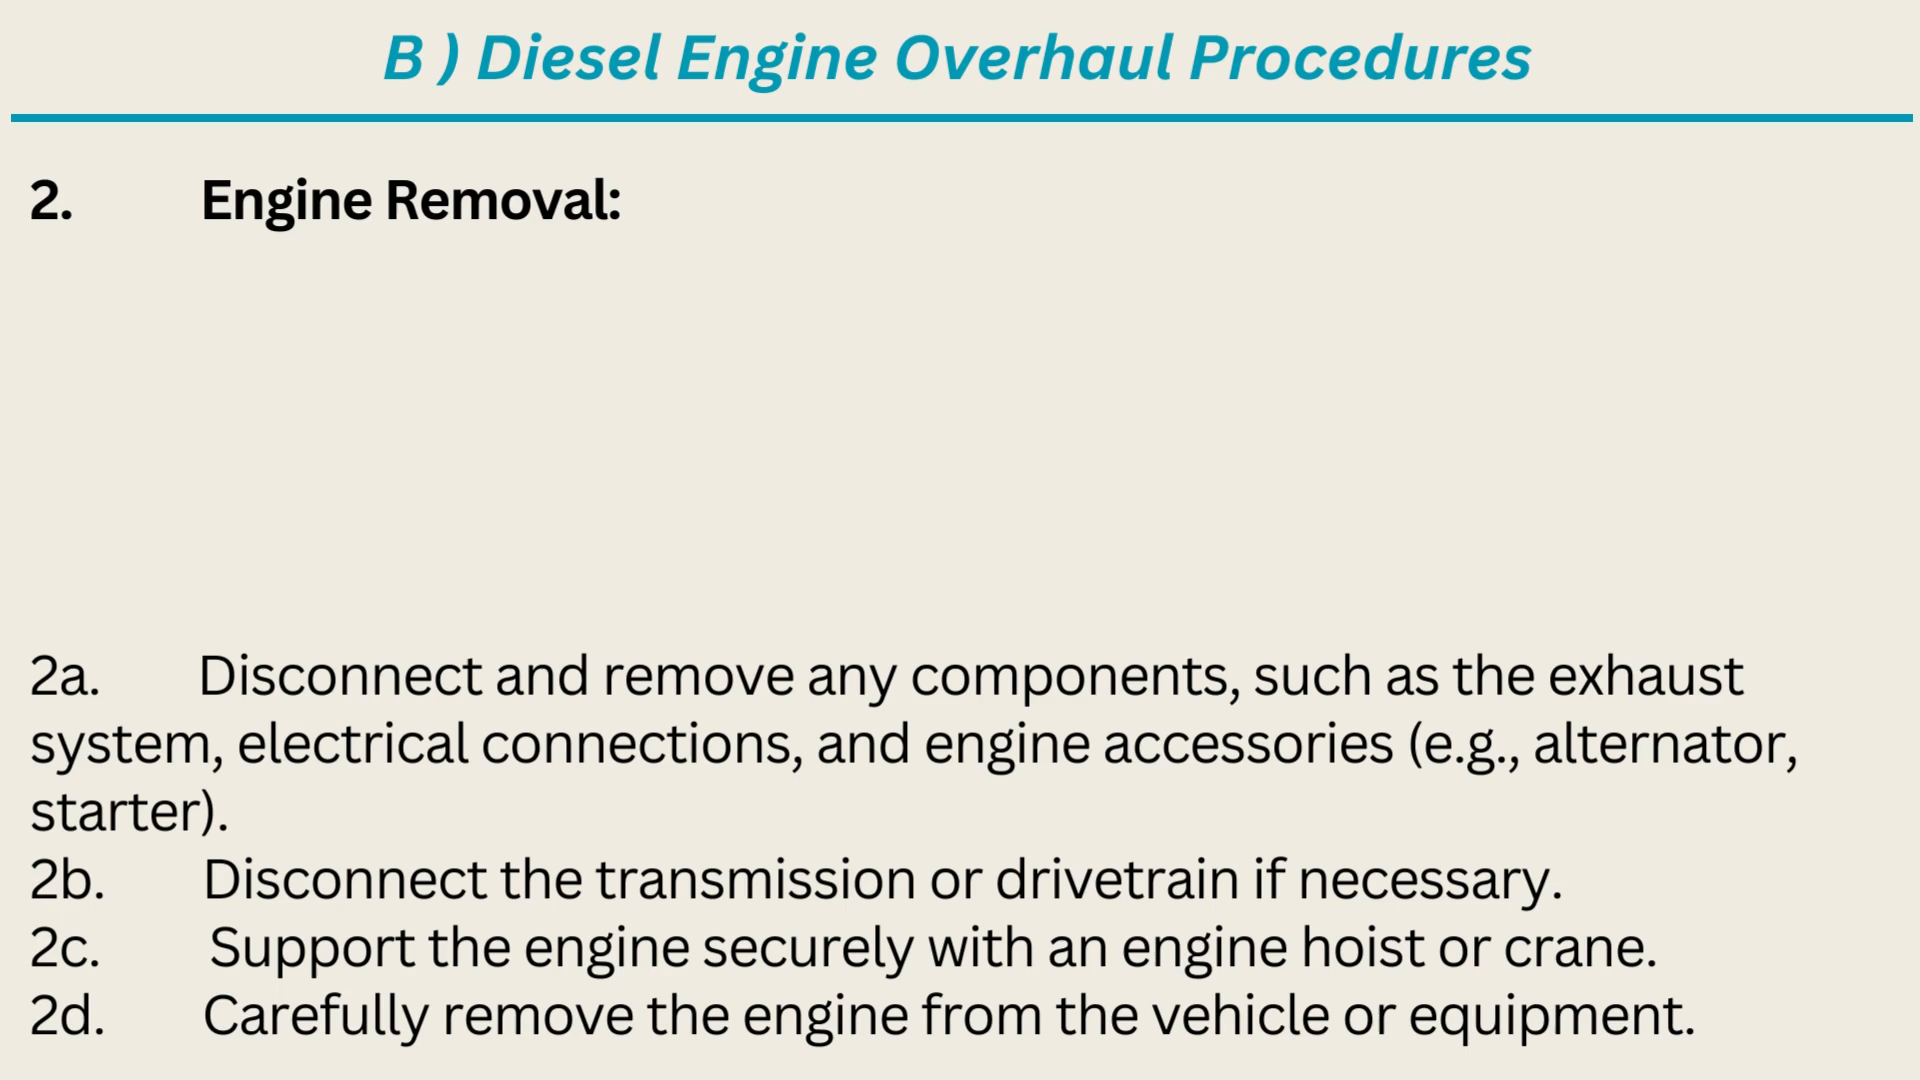 B ) Diesel Engine Overhaul Procedures
2. Engine Removal:
2a. Disconnect and remove any components, such as the exhaust
system, electrical connections, and engine accessories (e.g., alternator,
starter).
2b. Disconnect the transmission or drivetrain if necessary.
2c. Support the engine securely with an engine hoist or crane.
2d. Carefully remove the engine from the vehicle or equipment.